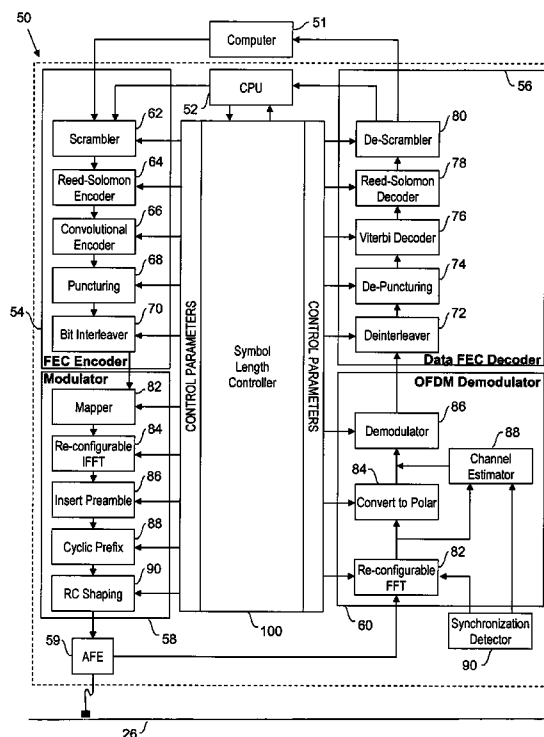 50
Computer
51
CPU
52
56
62
Scrambler
64
Reed-Solomon
Encoder
66
Convolutional
Encoder
68
Puncturing
70
Bit Interleaver
54
FEC Encoder
80
De-Scrambler
78
Reed-Solomon
Decoder
76
Viterbi Decoder
74
De-Puncturing
72
Deinterleaver
Data FEC Decoder
CONTROL PARAMETERS
Symbol
Length
Controller
CONTROL PARAMETERS
100
Modulator
82
Mapper
84
Re-configurable
IFFT
86
Insert Preamble
88
Cyclic Prefix
90
RC Shaping
58
OFDM Demodulator
86
Demodulator
88
Channel
Estimator
84
Convert to Polar
82
Re-configurable
FFT
60
Synchronization
Detector
90
59
AFE
26